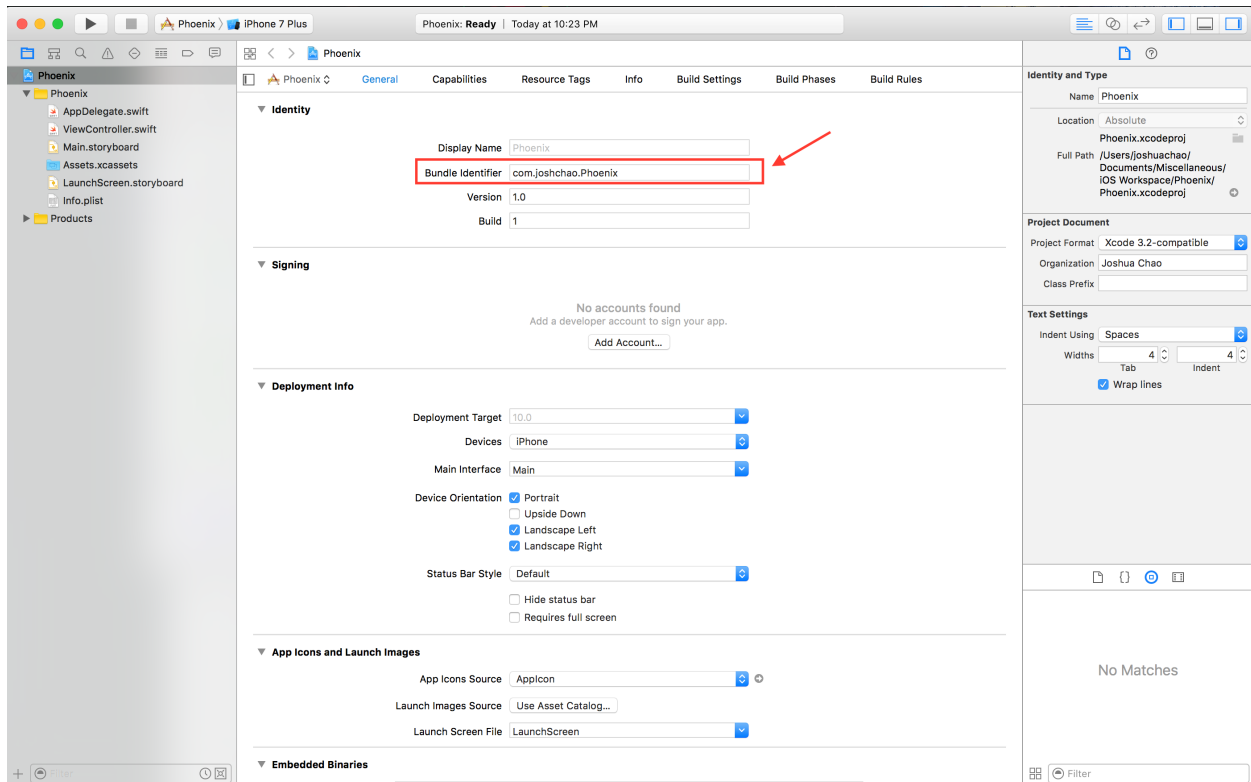 Phoenix iPhone 7 Plus
Phoenix: Ready | Today at 10:23 PM
Phoenix
Phoenix
AppDelegate.swift
ViewController.swift
Main.storyboard
Assets.xcassets
LaunchScreen.storyboard
Info.plist
Products
Filter
Phoenix
Phoenix General Capabilities Resource Tags Info Build Settings Build Phases Build Rules
Identity
Display Name Phoenix
Bundle Identifier com.joshchao.Phoenix
Version 1.0
Build 1
Signing
No accounts found
Add a developer account to sign your app.
Add Account...
Deployment Info
Deployment Target 10.0
Devices iPhone
Main Interface Main
Device Orientation Portrait
Upside Down
Landscape Left
Landscape Right
Status Bar Style Default
Hide status bar
Requires full screen
App Icons and Launch Images
App Icons Source AppIcon
Launch Images Source Use Asset Catalog...
Launch Screen File LaunchScreen
Embedded Binaries
Identity and Type
Name Phoenix
Location Absolute
Phoenix.xcodeproj
Full Path /Users/joshuachao/
Documents/Miscellaneous/
iOS Workspace/Phoenix/
Phoenix.xcodeproj
Project Document
Project Format Xcode 3.2-compatible
Organization Joshua Chao
Class Prefix
Text Settings
Indent Using Spaces
Widths 4 4
Tab Indent
Wrap lines
{}
No Matches
Filter